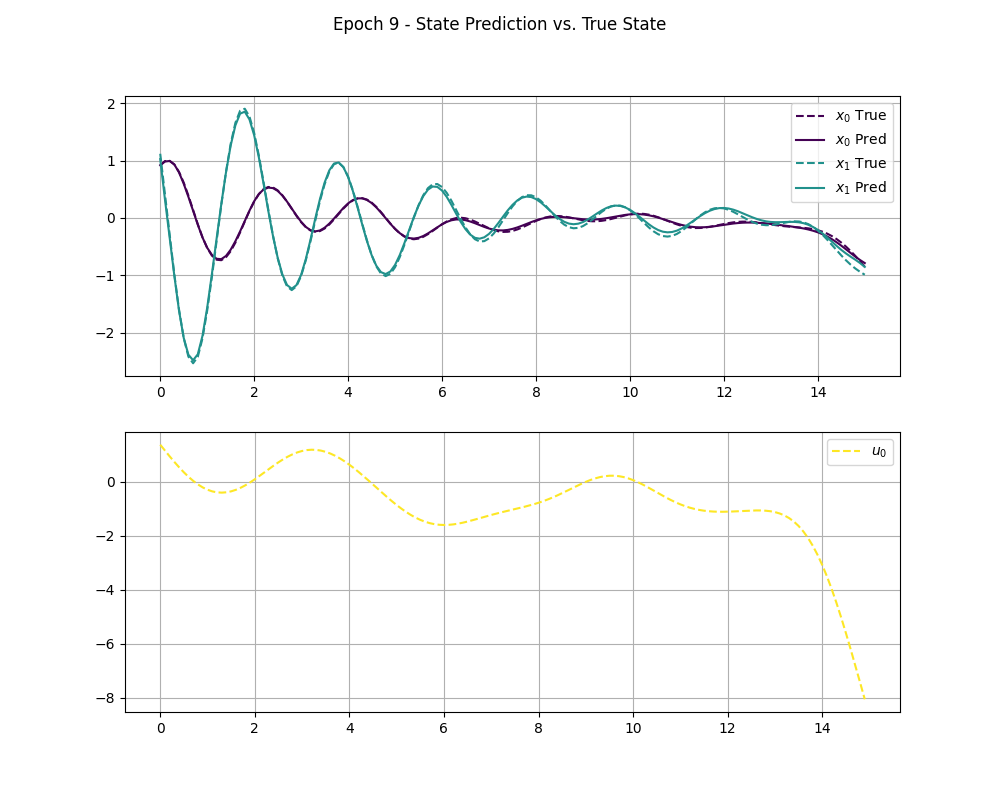 Epoch 9 - State Prediction vs. True State
2
1
0
−1
−2
x₀ True
x₀ Pred
x₁ True
x₁ Pred
0 2 4 6 8 10 12 14
0
−2
−4
−6
−8
u₀
0 2 4 6 8 10 12 14